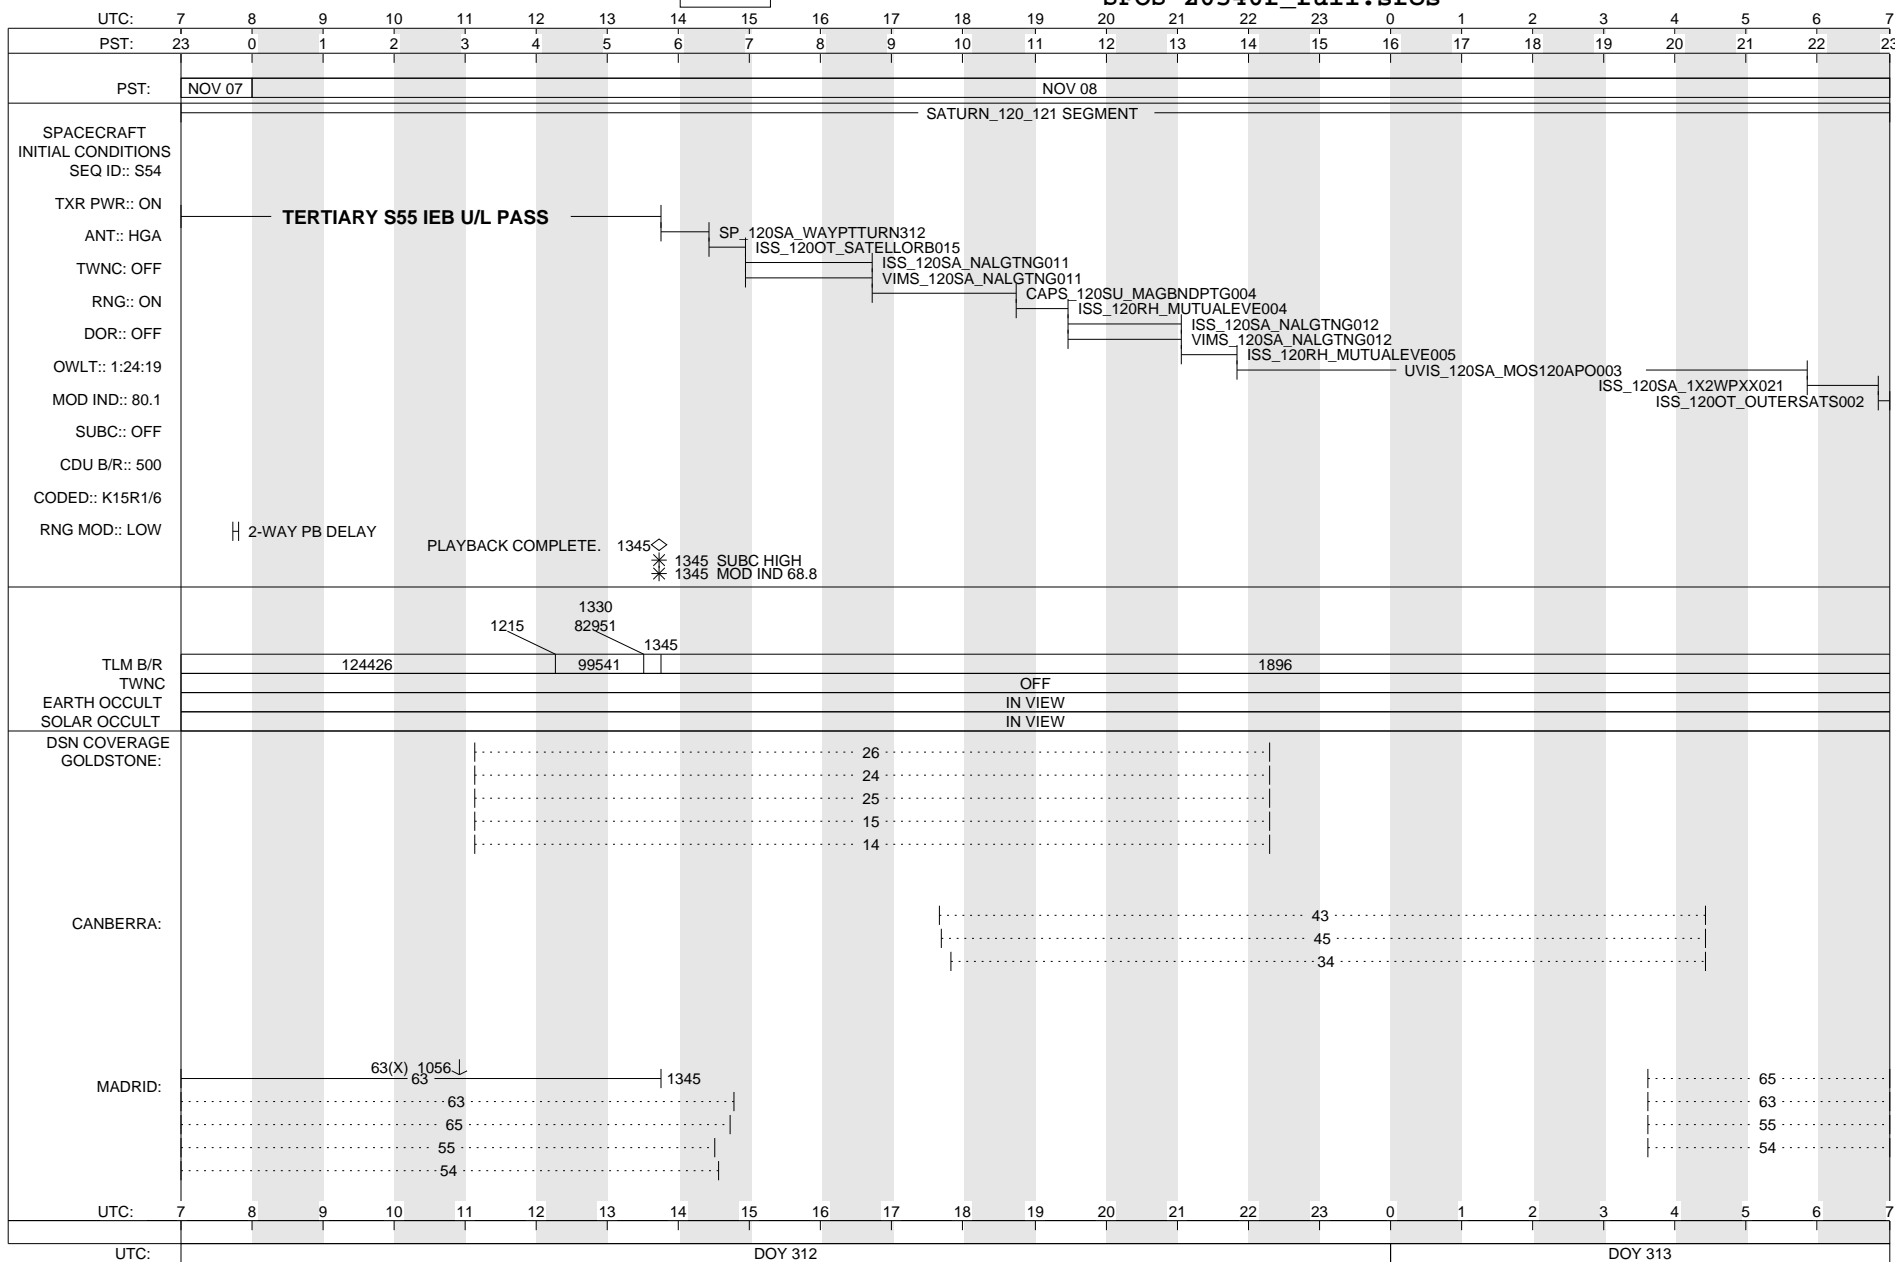 SFOS 20540I_full.sfos
UTC: 7 8 9 10 11 12 13 14 15 16 17 18 19 20 21 22 23 0 1 2 3 4 5 6 7
PST: 23 0 1 2 3 4 5 6 7 8 9 10 11 12 13 14 15 16 17 18 19 20 21 22 23
PST: NOV 07 NOV 08
SATURN_120_121 SEGMENT
SPACECRAFT
INITIAL CONDITIONS
SEQ ID:: S54
TXR PWR:: ON
TERTIARY S55 IEB U/L PASS
ANT:: HGA
SP_120SA_WAYPTTURN312
ISS_120OT_SATELLORB015
TWNC: OFF
ISS_120SA_NALGTNG011
VIMS_120SA_NALGTNG011
RNG:: ON
CAPS_120SU_MAGBNDPTG004
ISS_120RH_MUTUALEVE004
DOR:: OFF
ISS_120SA_NALGTNG012
VIMS_120SA_NALGTNG012
ISS_120RH_MUTUALEVE005
OWLT:: 1:24:19
UVIS_120SA_MOS120APO003
ISS_120SA_1X2WPXX021
MOD IND:: 80.1
ISS_120OT_OUTERSATS002
SUBC:: OFF
CDU B/R:: 500
CODED:: K15R1/6
RNG MOD:: LOW
2-WAY PB DELAY
PLAYBACK COMPLETE. 1345
1345 SUBC HIGH
1345 MOD IND 68.8
1330
1215 82951
1345
TLM B/R 124426 99541 1896
TWNC OFF
EARTH OCCULT IN VIEW
SOLAR OCCULT IN VIEW
DSN COVERAGE
GOLDSTONE:
26
24
25
15
14
CANBERRA:
43
45
34
MADRID:
63(X) 1056
63 1345 65
63 63
65 55
55 54
54
UTC: 7 8 9 10 11 12 13 14 15 16 17 18 19 20 21 22 23 0 1 2 3 4 5 6 7
UTC: DOY 312 DOY 313